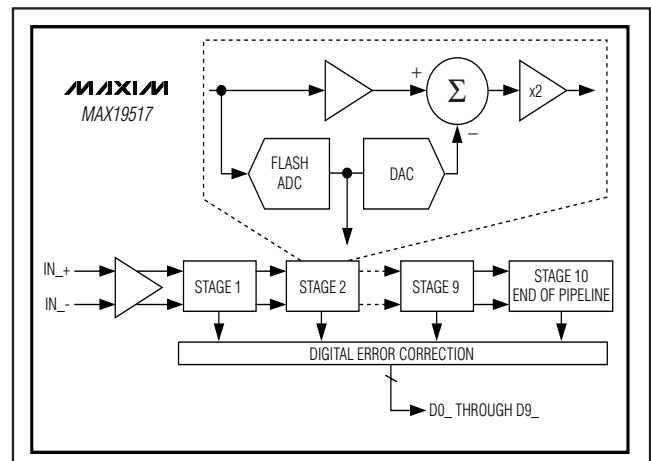 MAXIM
MAX19517
+
Σ
x2
−
FLASH
ADC
DAC
IN_+
IN_-
STAGE 1
STAGE 2
STAGE 9
STAGE 10
END OF PIPELINE
DIGITAL ERROR CORRECTION
D0_ THROUGH D9_